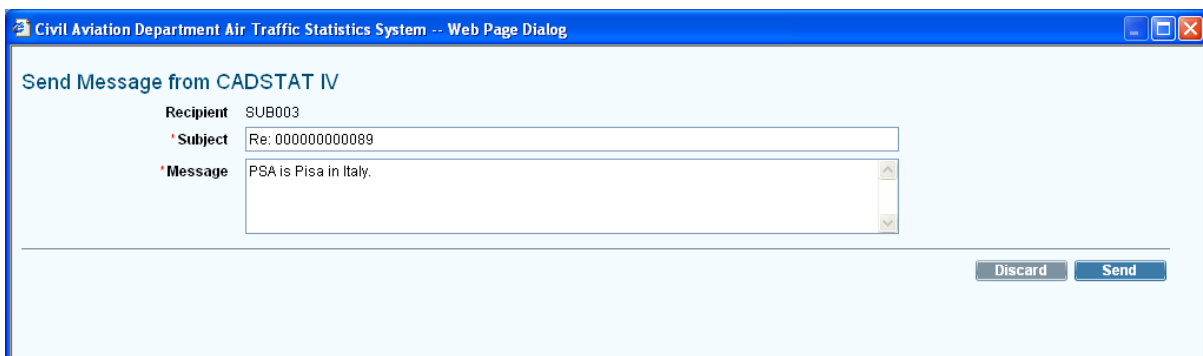 Civil Aviation Department Air Traffic Statistics System -- Web Page Dialog
Send Message from CADSTAT IV
Recipient SUB003
*Subject Re: 000000000089
*Message PSA is Pisa in Italy.
Discard Send